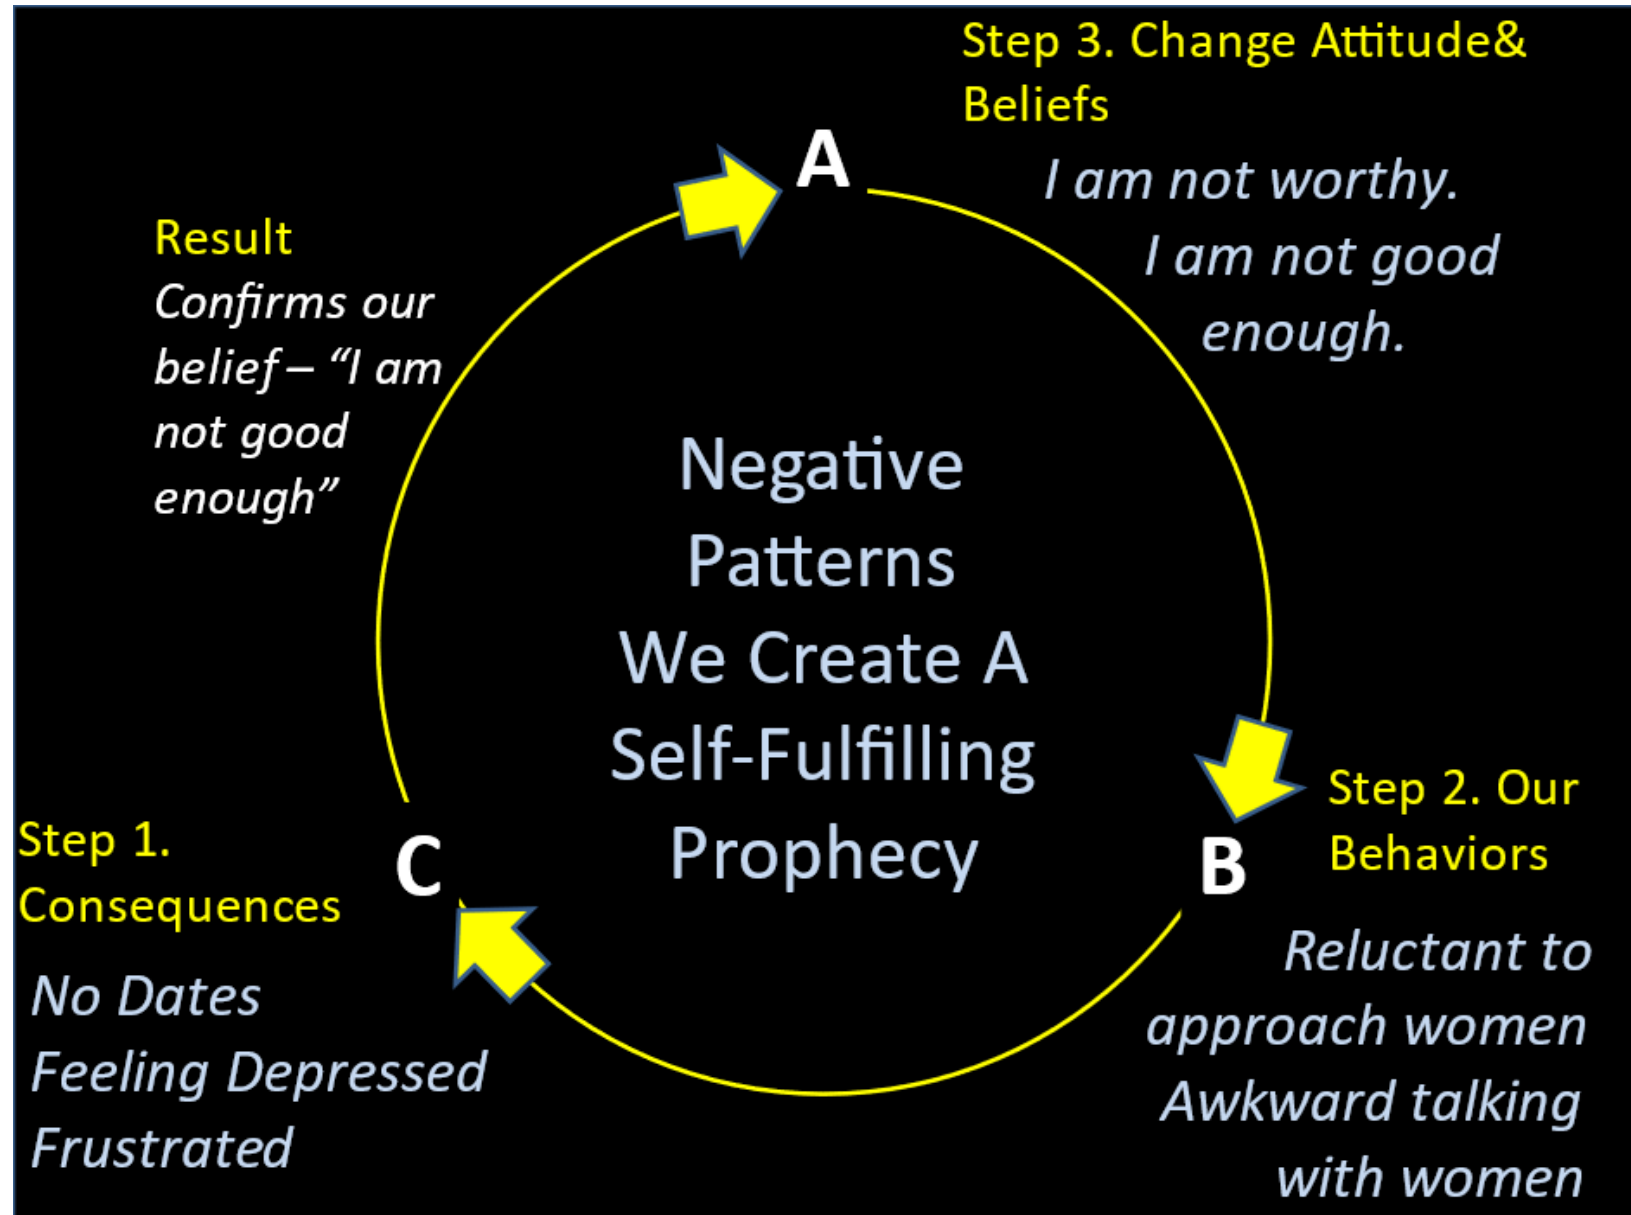 Step 3. Change Attitude&
Beliefs
A
I am not worthy.
I am not good
enough.
Result
Confirms our
belief – “I am
not good
enough”
Negative
Patterns
We Create A
Self-Fulfilling
Prophecy
Step 2. Our
Behaviors
B
Reluctant to
approach women
Awkward talking
with women
Step 1.
Consequences
C
No Dates
Feeling Depressed
Frustrated